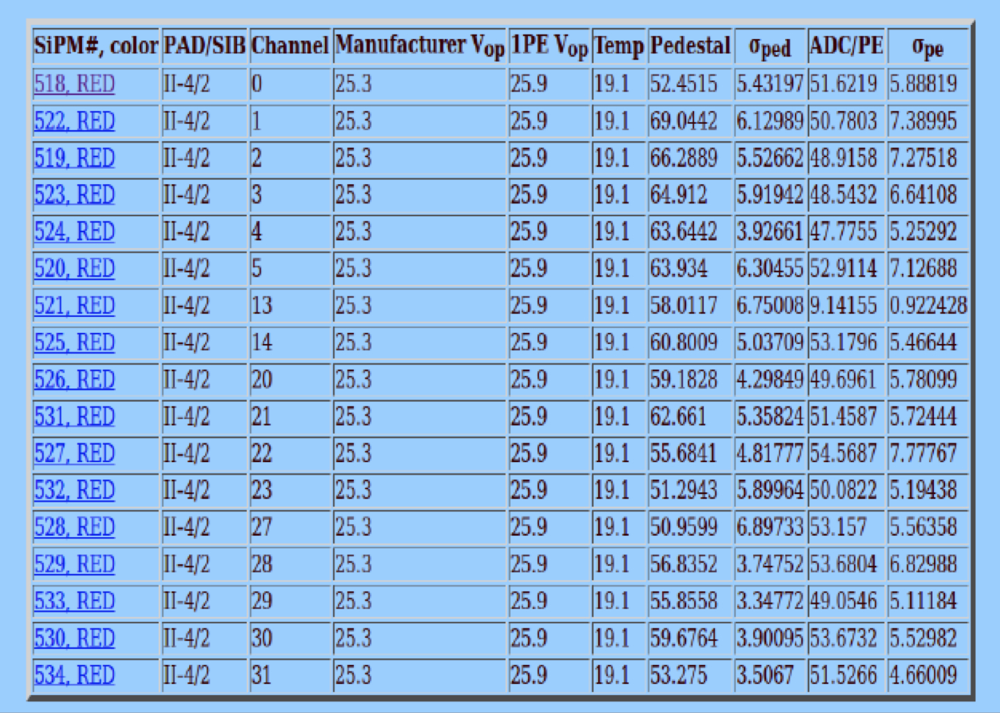 SiPM#, color PAD/SIB Channel Manufacturer Vop 1PE Vop Temp Pedestal σped ADC/PE σpe
518, RED II-4/2 0 25.3 25.9 19.1 52.4515 5.43197 51.6219 5.88819
522, RED II-4/2 1 25.3 25.9 19.1 69.0442 6.12989 50.7803 7.38995
519, RED II-4/2 2 25.3 25.9 19.1 66.2889 5.52662 48.9158 7.27518
523, RED II-4/2 3 25.3 25.9 19.1 64.912 5.91942 48.5432 6.64108
524, RED II-4/2 4 25.3 25.9 19.1 63.6442 3.92661 47.7755 5.25292
520, RED II-4/2 5 25.3 25.9 19.1 63.934 6.30455 52.9114 7.12688
521, RED II-4/2 13 25.3 25.9 19.1 58.0117 6.75008 9.14155 0.922428
525, RED II-4/2 14 25.3 25.9 19.1 60.8009 5.03709 53.1796 5.46644
526, RED II-4/2 20 25.3 25.9 19.1 59.1828 4.29849 49.6961 5.78099
531, RED II-4/2 21 25.3 25.9 19.1 62.661 5.35824 51.4587 5.72444
527, RED II-4/2 22 25.3 25.9 19.1 55.6841 4.81777 54.5687 7.77767
532, RED II-4/2 23 25.3 25.9 19.1 51.2943 5.89964 50.0822 5.19438
528, RED II-4/2 27 25.3 25.9 19.1 50.9599 6.89733 53.157 5.56358
529, RED II-4/2 28 25.3 25.9 19.1 56.8352 3.74752 53.6804 6.82988
533, RED II-4/2 29 25.3 25.9 19.1 55.8558 3.34772 49.0546 5.11184
530, RED II-4/2 30 25.3 25.9 19.1 59.6764 3.90095 53.6732 5.52982
534, RED II-4/2 31 25.3 25.9 19.1 53.275 3.5067 51.5266 4.66009